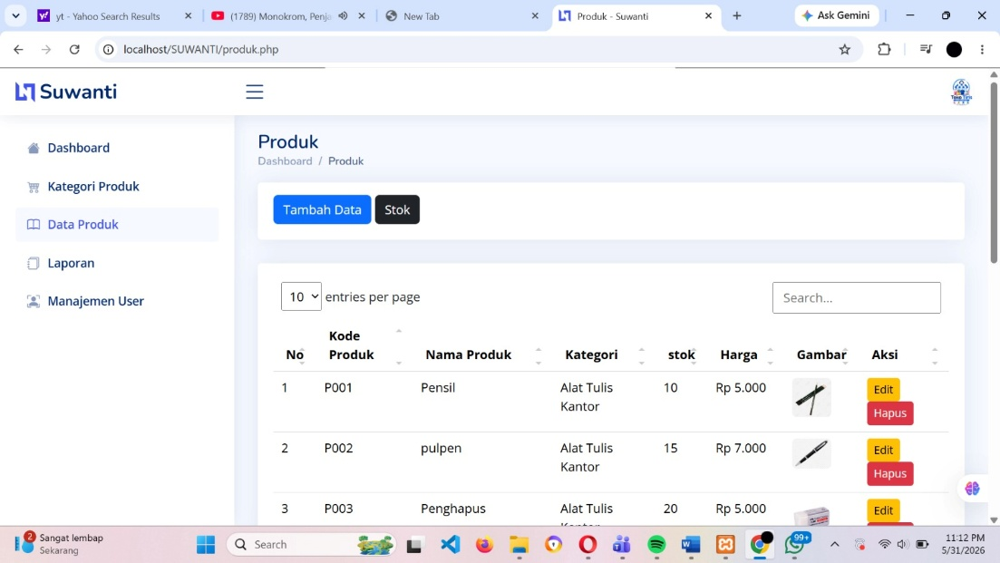 yt - Yahoo Search Results
(1789) Monokrom, Penja
New Tab
Produk - Suwanti
Ask Gemini
localhost/SUWANTI/produk.php
Suwanti
Dashboard
Kategori Produk
Data Produk
Laporan
Manajemen User
Produk
Dashboard / Produk
Tambah Data
Stok
10 entries per page
Search...
No Kode Produk Nama Produk Kategori stok Harga Gambar Aksi
1 P001 Pensil Alat Tulis Kantor 10 Rp 5.000 Edit Hapus
2 P002 pulpen Alat Tulis Kantor 15 Rp 7.000 Edit Hapus
3 P003 Penghapus Alat Tulis 20 Rp 5.000 Edit
2
Sangat lembap
Sekarang
Search
99+
11:12 PM
5/31/2026